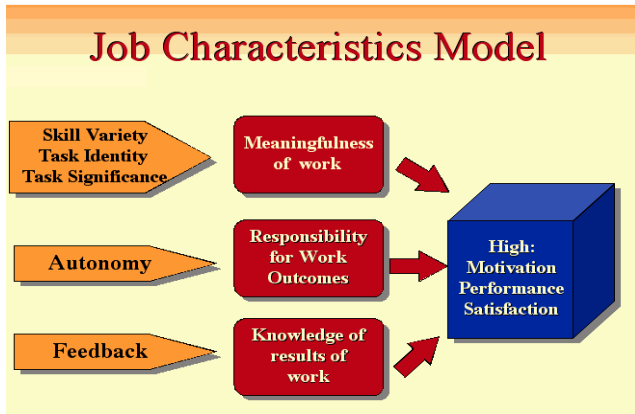 Job Characteristics Model
Skill Variety
Task Identity
Task Significance
Meaningfulness
of work
Autonomy
Responsibility
for Work
Outcomes
High:
Motivation
Performance
Satisfaction
Feedback
Knowledge of
results of
work